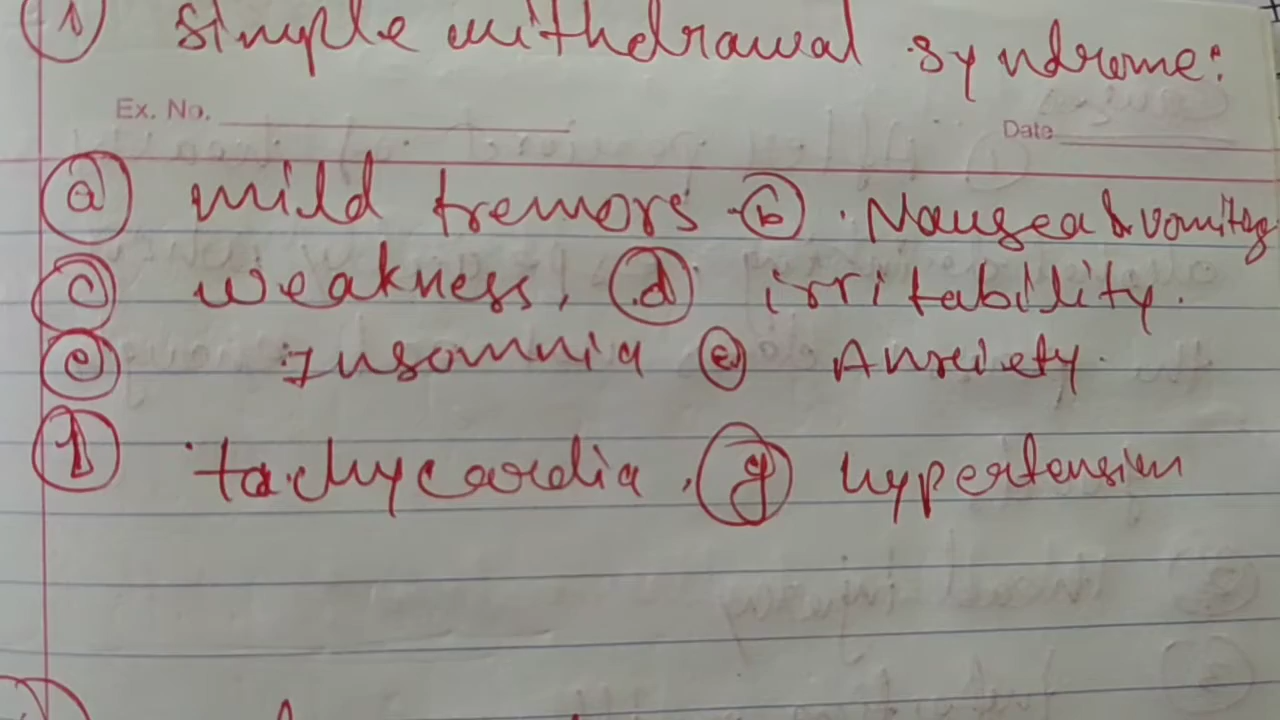 ① simple withdrawal syndrome:
Ex. No. Date
ⓐ mild tremors ⓑ Nausea & vomiting
ⓒ weakness, ⓓ irritability.
ⓔ Insomnia ⓔ Anxiety.
ⓕ tachycardia, ⓖ hypertension